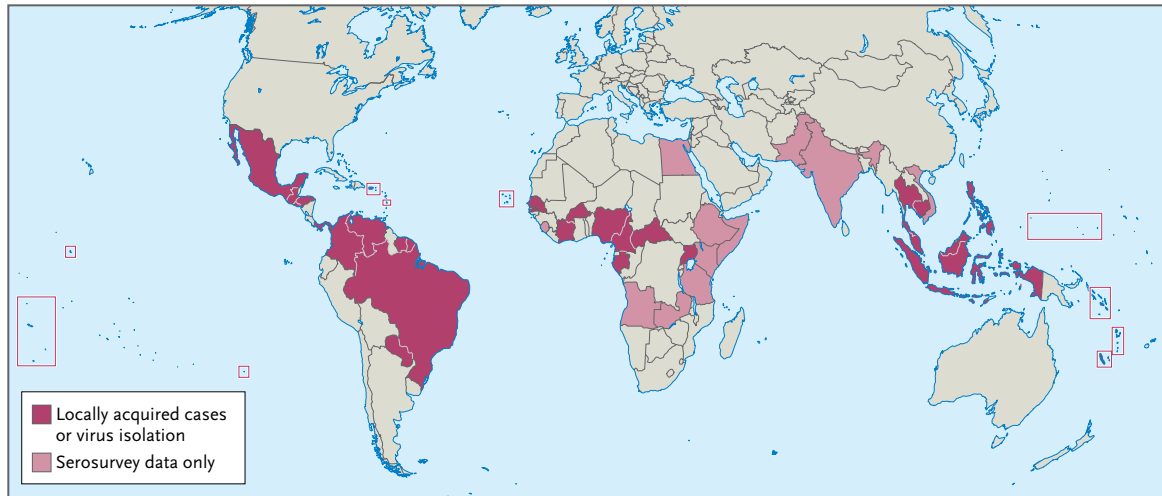 Locally acquired cases
or virus isolation
Serosurvey data only